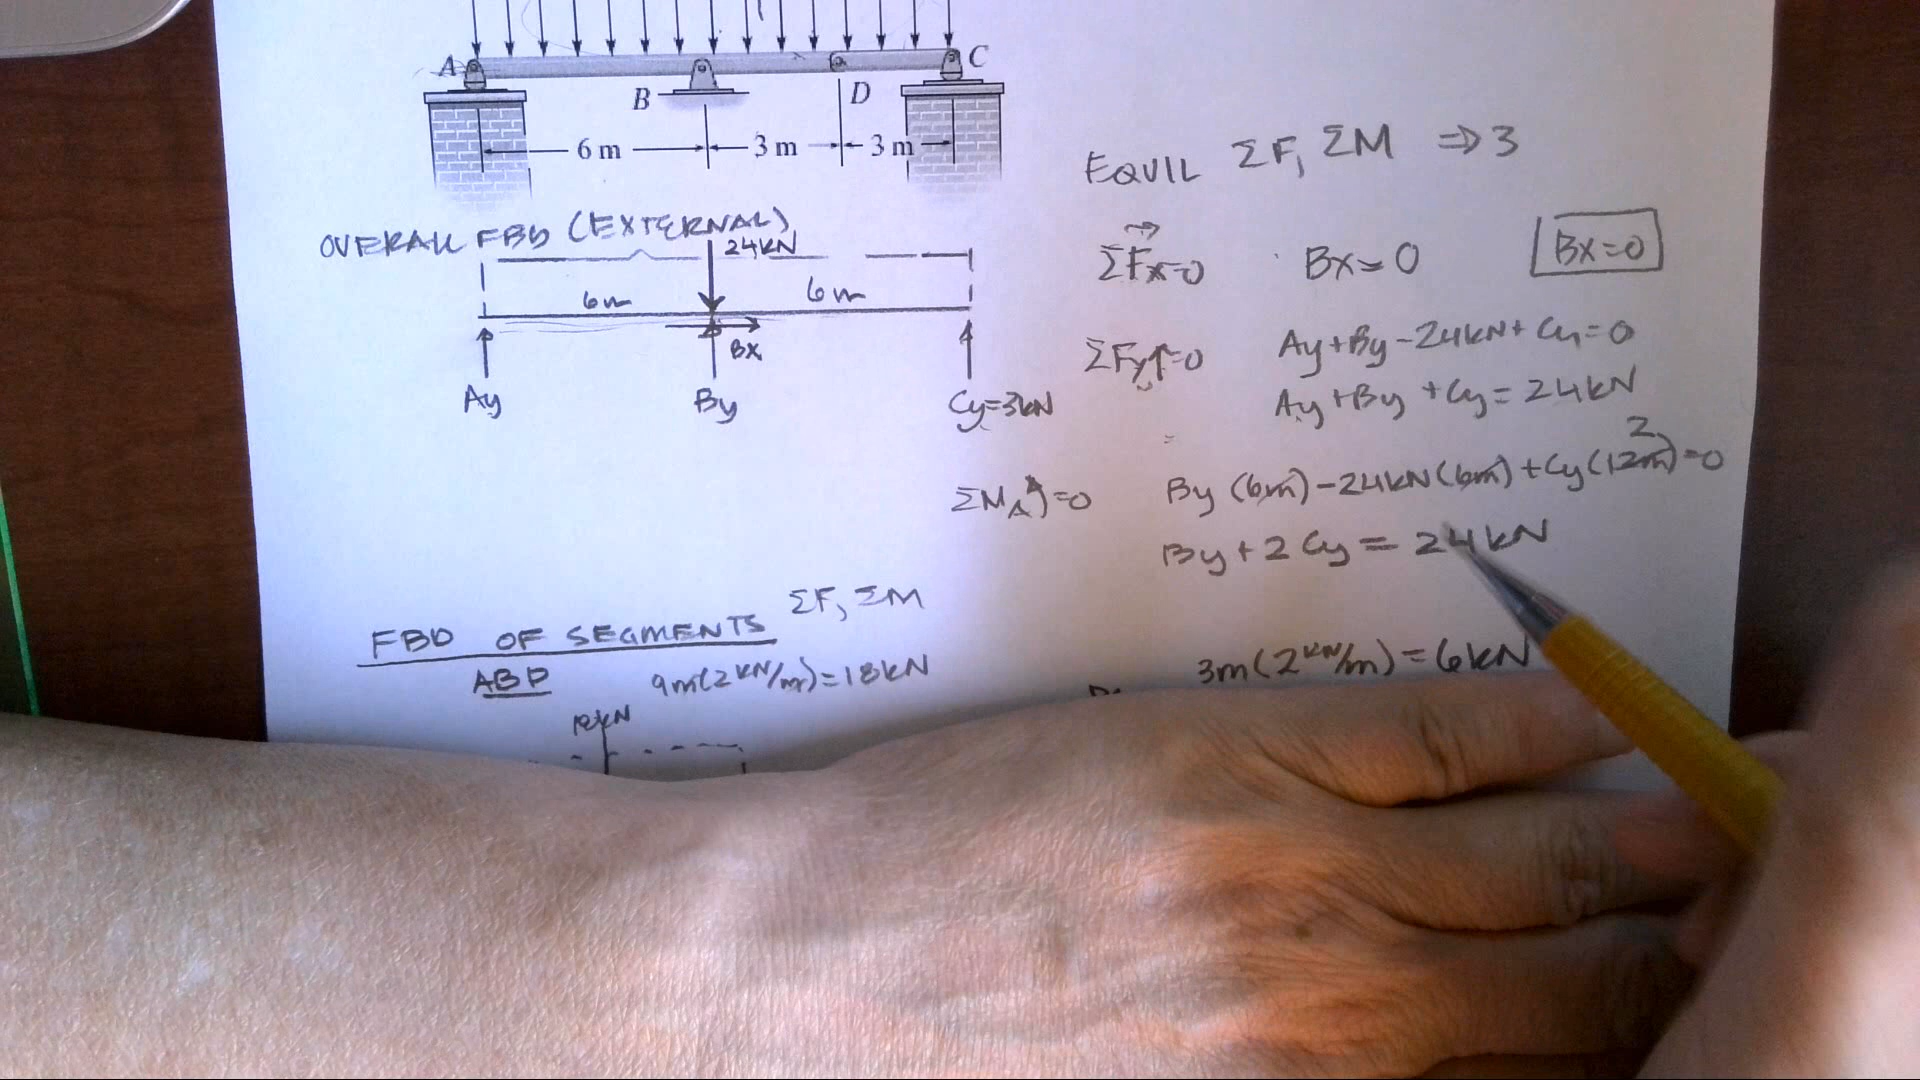 A
C
B
D
6 m
3 m
3 m
OVERALL FBD (EXTERNAL)
24kN
6m
6m
Bx
Ay
By
Cy=3kN
EQUIL ΣF, ΣM ⇒ 3
ΣFx=0 Bx=0 Bx=0
ΣFy↑=0 Ay+By-24kN+Cy=0
Ay+By+Cy=24kN
2
ΣMA=0 By(6m)-24kN(6m)+Cy(12m)=0
By+2Cy=24kN
FBD OF SEGMENTS ΣF, ΣM
ABD 9m(2kN/m)=18kN
3m(2kN/m)=6kN
18kN